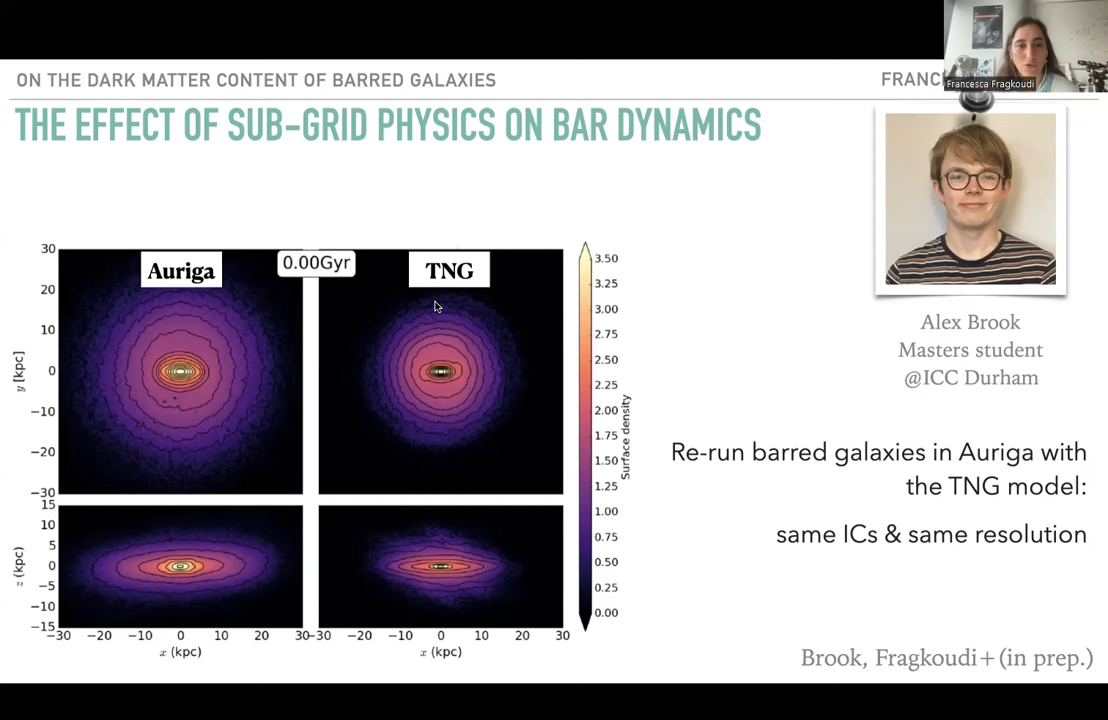 ON THE DARK MATTER CONTENT OF BARRED GALAXIES
FRANC
Francesca Fragkoudi
THE EFFECT OF SUB-GRID PHYSICS ON BAR DYNAMICS
Auriga
0.00Gyr
TNG
30
20
10
0
−10
−20
−30
y [kpc]
15
10
5
0
−5
−10
−15
z (kpc)
−30 −20 −10 0 10 20 30
x (kpc)
−30 −20 −10 0 10 20 30
x (kpc)
3.50
3.25
3.00
2.75
2.50
2.25
2.00
1.75
1.50
1.25
1.00
0.75
0.50
0.25
0.00
Surface density
Alex Brook
Masters student
@ICC Durham
Re-run barred galaxies in Auriga with
the TNG model:
same ICs & same resolution
Brook, Fragkoudi+(in prep.)